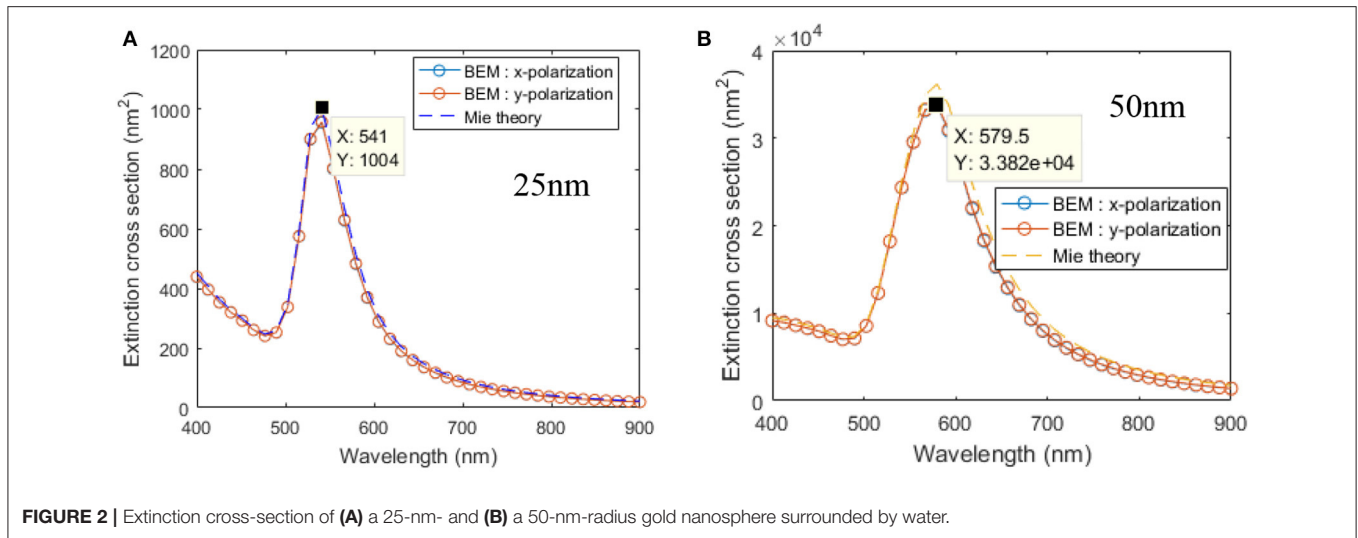 A
Extinction cross section (nm²)
1200
1000
800
600
400
200
0
400
500
600
700
800
900
Wavelength (nm)
BEM : x-polarization
BEM : y-polarization
Mie theory
X: 541
Y: 1004
25nm
B
× 10⁴
Extinction cross section (nm²)
4
3
2
1
0
400
500
600
700
800
900
Wavelength (nm)
50nm
X: 579.5
Y: 3.382e+04
BEM : x-polarization
BEM : y-polarization
Mie theory
FIGURE 2 | Extinction cross-section of (A) a 25-nm- and (B) a 50-nm-radius gold nanosphere surrounded by water.